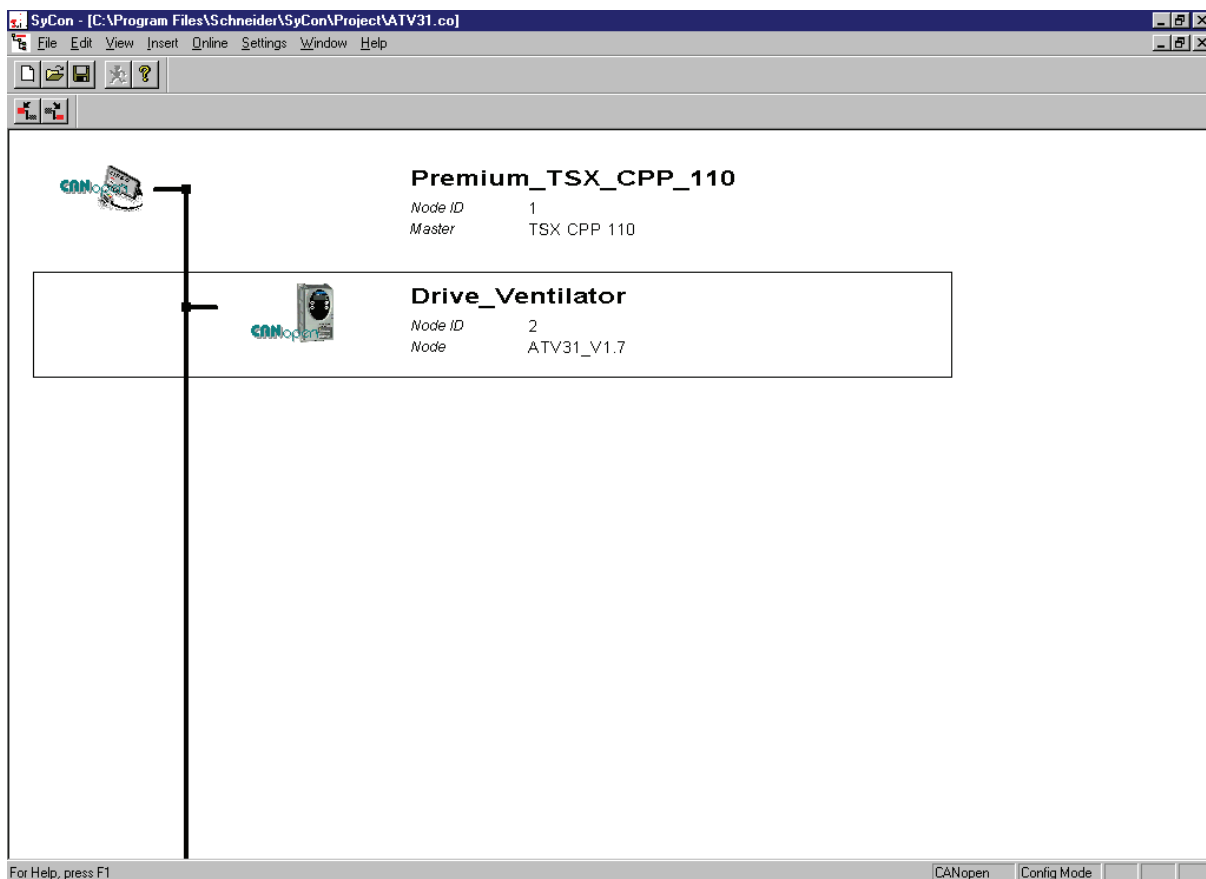 SyCon - [C:\Program Files\Schneider\SyCon\Project\ATV31.co]
File Edit View Insert Online Settings Window Help
CANopen
Premium_TSX_CPP_110
Node ID 1
Master TSX CPP 110
CANopen
Drive_Ventilator
Node ID 2
Node ATV31_V1.7
For Help, press F1 CANopen Config Mode